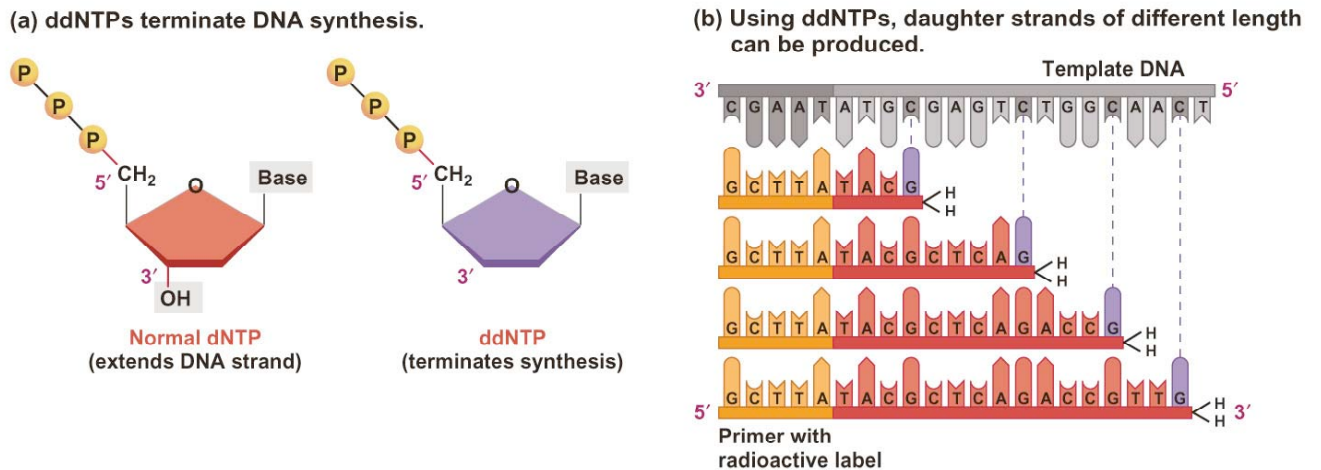 (a) ddNTPs terminate DNA synthesis.
P
P
P
5′ CH₂
O
Base
3′
OH
Normal dNTP
(extends DNA strand)
P
P
P
5′ CH₂
O
Base
3′
ddNTP
(terminates synthesis)
(b) Using ddNTPs, daughter strands of different length
can be produced.
Template DNA
3′ 5′
C G A A T A T G C G A G T C T G G C A A C T
G C T T A T A C G
H
H
G C T T A T A C G C T C A G
H
H
G C T T A T A C G C T C A G A C C G
H
H
G C T T A T A C G C T C A G A C C G T T G
H
5′ 3′
H
Primer with
radioactive label